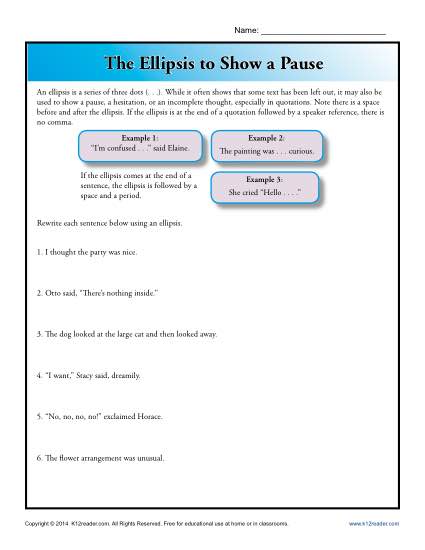 Name: ____________________
The Ellipsis to Show a Pause
An ellipsis is a series of three dots (. . .). While it often shows that some text has been left out, it may also be
used to show a pause, a hesitation, or an incomplete thought, especially in quotations. Note there is a space
before and after the ellipsis. If the ellipsis is at the end of a quotation followed by a speaker reference, there is
no comma.
Example 1:
"I'm confused . . ." said Elaine.
Example 2:
The painting was . . . curious.
If the ellipsis comes at the end of a
sentence, the ellipsis is followed by a
space and a period.
Example 3:
She cried "Hello . . . ."
Rewrite each sentence below using an ellipsis.
1. I thought the party was nice.
2. Otto said, "There's nothing inside."
3. The dog looked at the large cat and then looked away.
4. "I want," Stacy said, dreamily.
5. "No, no, no, no!" exclaimed Horace.
6. The flower arrangement was unusual.
Copyright © 2014 K12reader.com. All Rights Reserved. Free for educational use at home or in classrooms.
www.k12reader.com